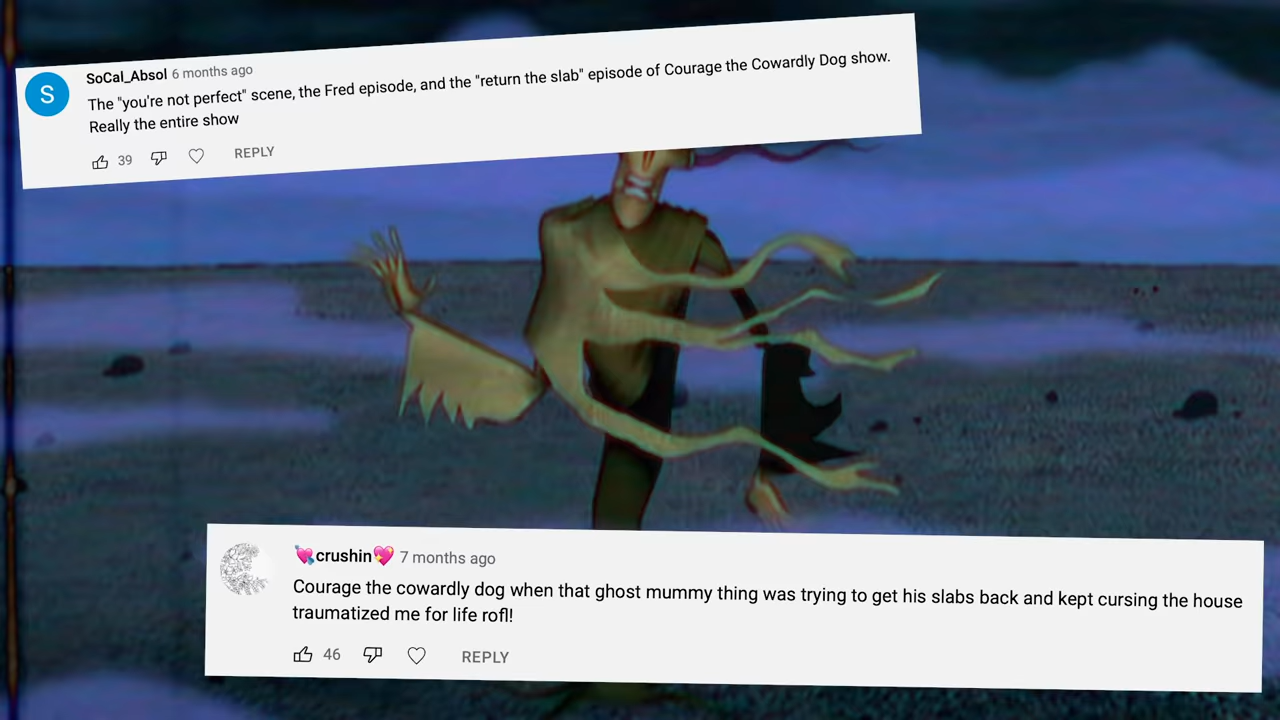 S
SoCal_Absol 6 months ago
The "you're not perfect" scene, the Fred episode, and the "return the slab" episode of Courage the Cowardly Dog show.
Really the entire show
39 REPLY
💘crushin💖 7 months ago
Courage the cowardly dog when that ghost mummy thing was trying to get his slabs back and kept cursing the house
traumatized me for life rofl!
46 REPLY